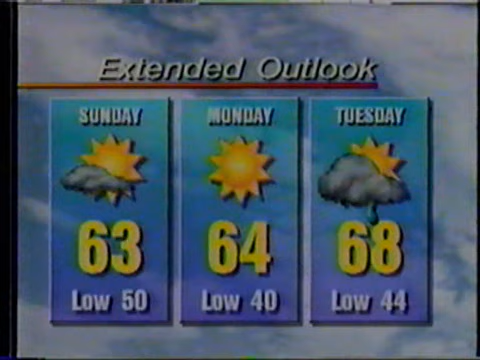 Extended Outlook
SUNDAY
63
Low 50
MONDAY
64
Low 40
TUESDAY
68
Low 44